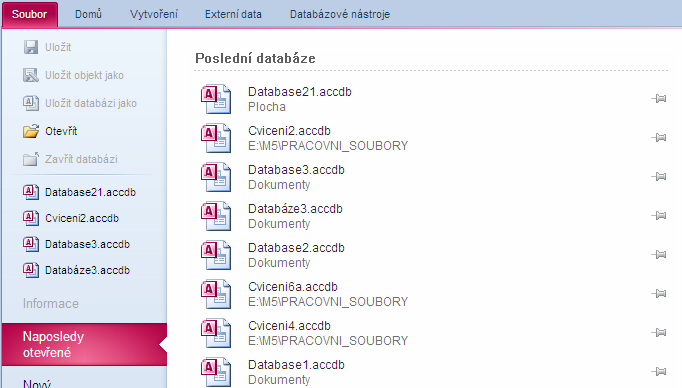 Soubor Domů Vytvoření Externí data Databázové nástroje
Uložit
Uložit objekt jako
Uložit databázi jako
Otevřít
Zavřít databázi
Database21.accdb
Cviceni2.accdb
Database3.accdb
Databáze3.accdb
Informace
Naposledy
otevřené
Nový
Poslední databáze
Database21.accdb
Plocha
Cviceni2.accdb
E:\M5\PRACOVNI_SOUBORY
Database3.accdb
Dokumenty
Databáze3.accdb
Dokumenty
Database2.accdb
Dokumenty
Cviceni6a.accdb
E:\M5\PRACOVNI_SOUBORY
Cviceni4.accdb
E:\M5\PRACOVNI_SOUBORY
Database1.accdb
Dokumenty